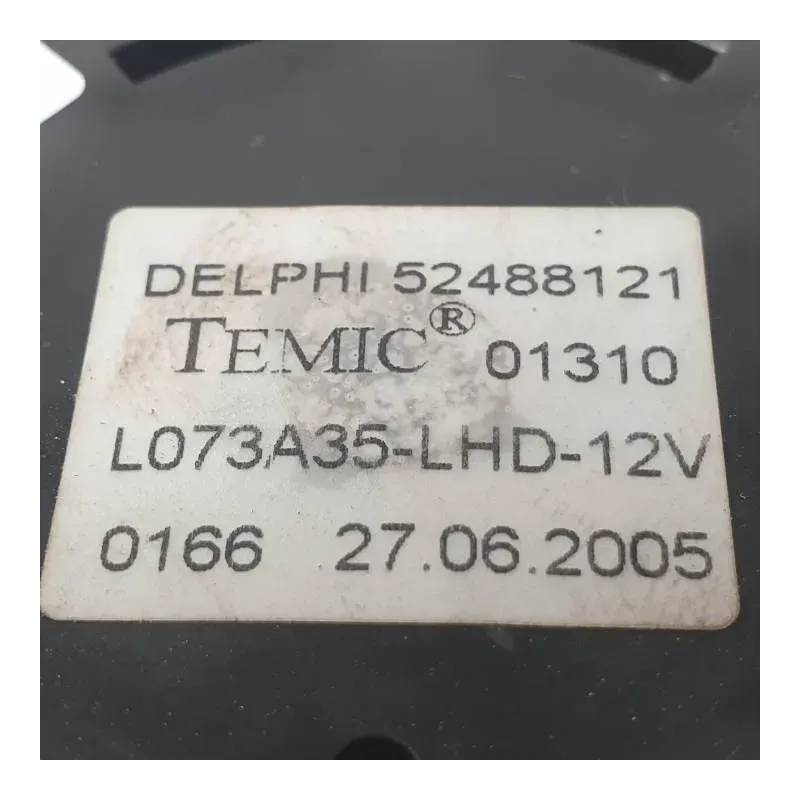 DELPHI 52488121
TEMIC® 01310
L073A35-LHD-12V
0166 27.06.2005